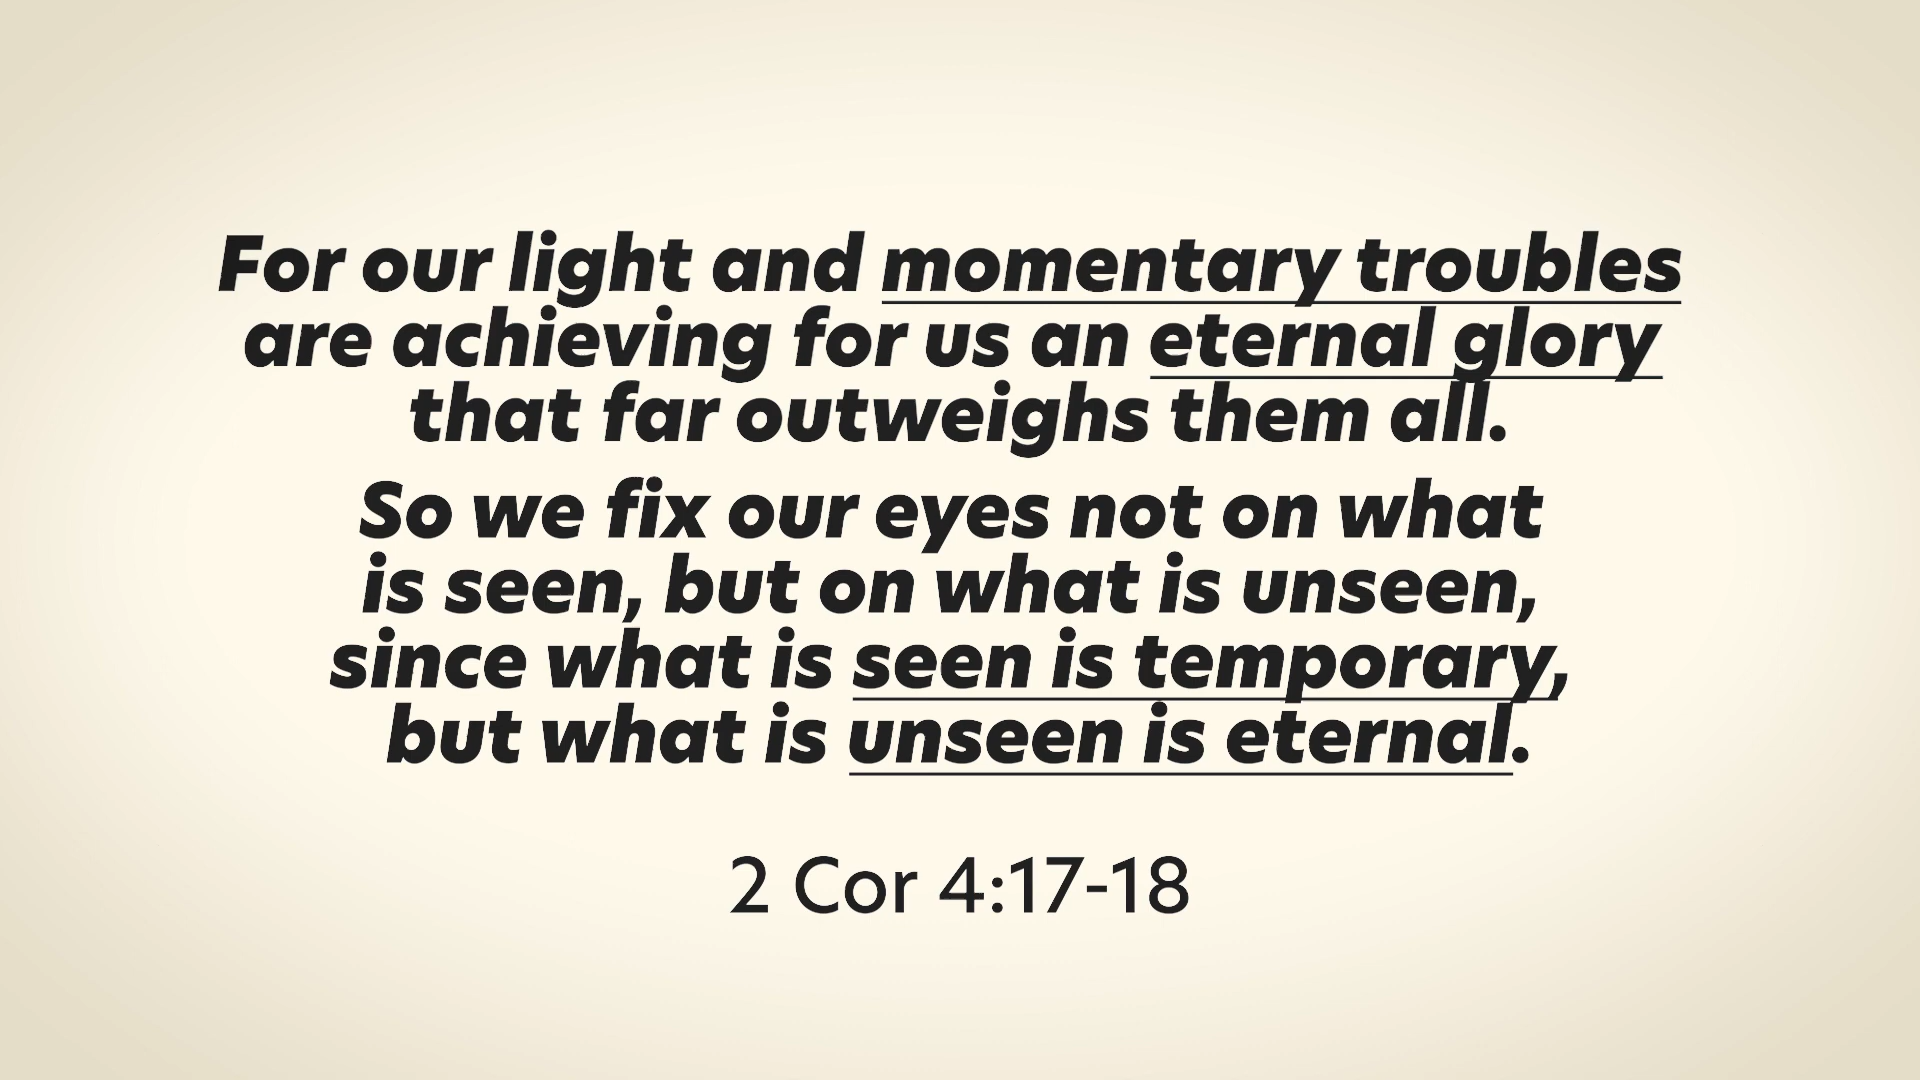 For our light and momentary troubles
are achieving for us an eternal glory
that far outweighs them all.
So we fix our eyes not on what
is seen, but on what is unseen,
since what is seen is temporary,
but what is unseen is eternal.
2 Cor 4:17-18